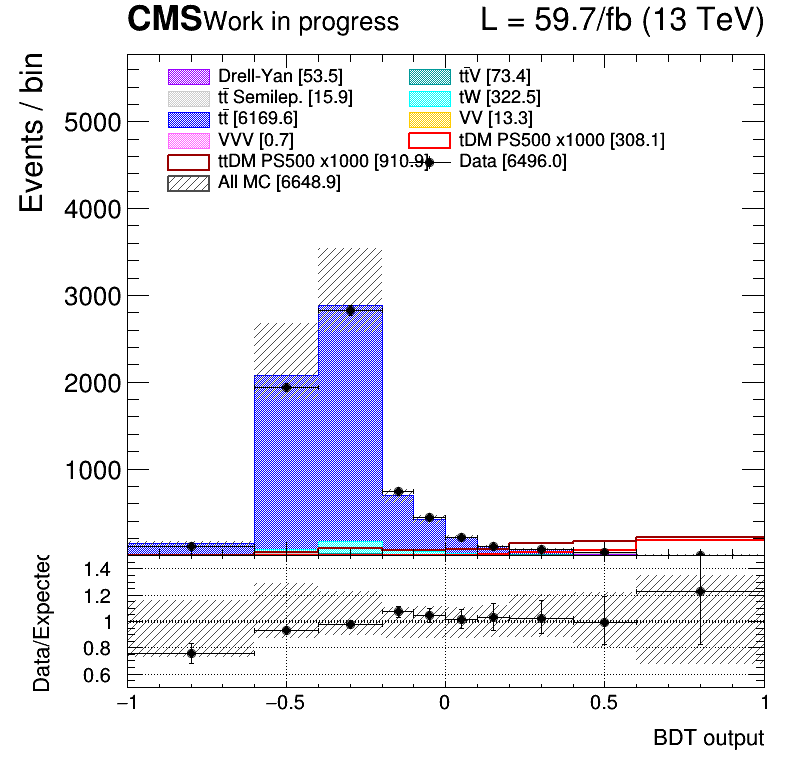 CMS Work in progress L = 59.7/fb (13 TeV)
Events / bin
Drell-Yan [53.5] tt̄V [73.4]
tt̄ Semilep. [15.9] tW [322.5]
tt̄ [6169.6] VV [13.3]
VVV [0.7] tDM PS500 x1000 [308.1]
ttDM PS500 x1000 [910.9] Data [6496.0]
All MC [6648.9]
5000
4000
3000
2000
1000
Data/Expected
1.4
1.2
1
0.8
0.6
−1 −0.5 0 0.5 1
BDT output